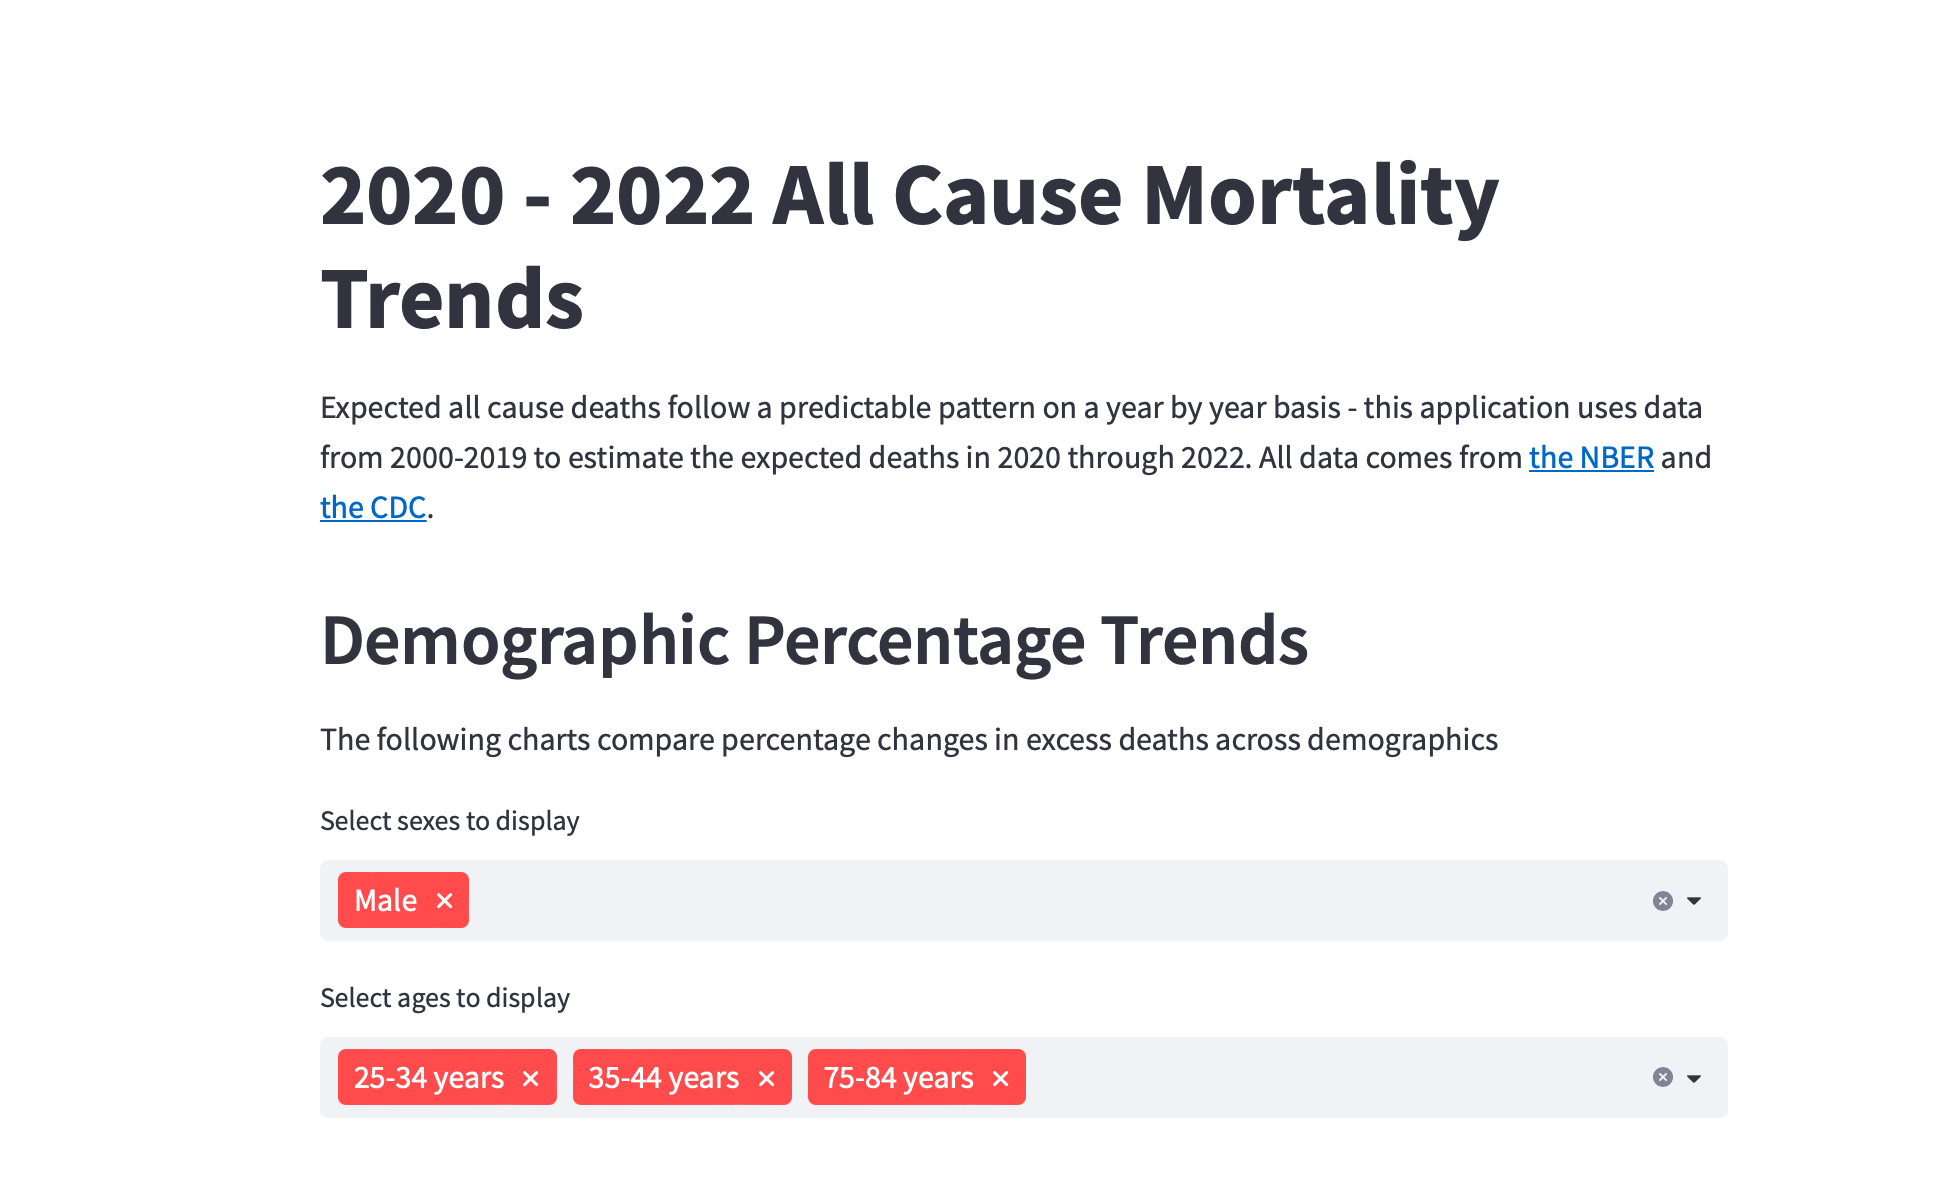 2020 - 2022 All Cause Mortality
Trends
Expected all cause deaths follow a predictable pattern on a year by year basis - this application uses data
from 2000-2019 to estimate the expected deaths in 2020 through 2022. All data comes from the NBER and
the CDC.
Demographic Percentage Trends
The following charts compare percentage changes in excess deaths across demographics
Select sexes to display
Male
Select ages to display
25-34 years 35-44 years 75-84 years